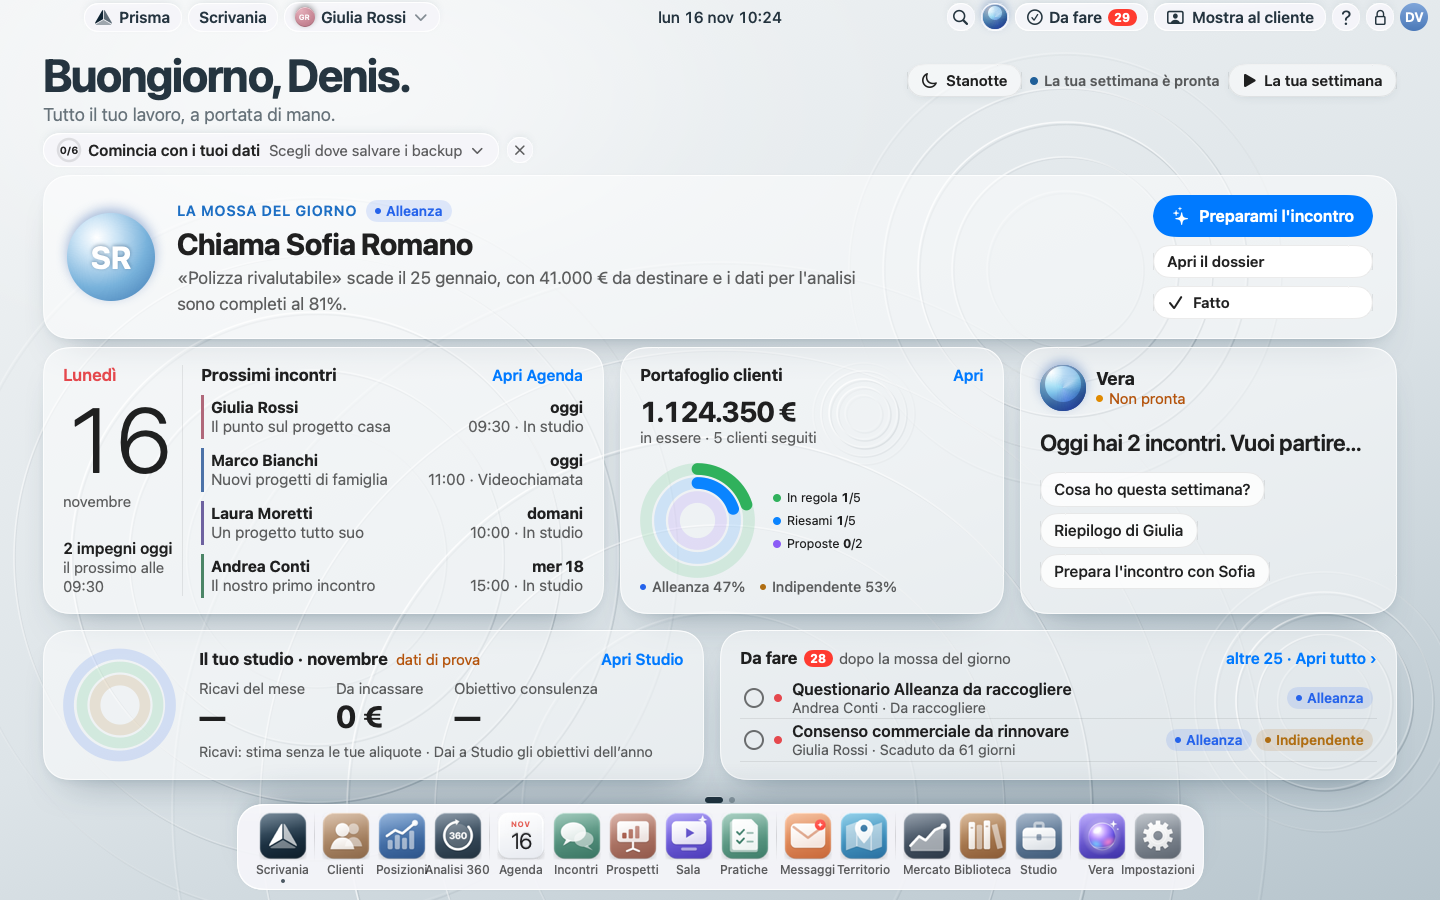 Prisma
Scrivania
GR Giulia Rossi
lun 16 nov 10:24
Da fare 29
Mostra al cliente
?
DV
Buongiorno, Denis.
Tutto il tuo lavoro, a portata di mano.
Stanotte
La tua settimana è pronta
La tua settimana
0/6 Comincia con i tuoi dati Scegli dove salvare i backup
SR
LA MOSSA DEL GIORNO Alleanza
Chiama Sofia Romano
«Polizza rivalutabile» scade il 25 gennaio, con 41.000 € da destinare e i dati per l'analisi
sono completi al 81%.
Preparami l'incontro
Apri il dossier
Fatto
Lunedì
16
novembre
2 impegni oggi
il prossimo alle
09:30
Prossimi incontri Apri Agenda
Giulia Rossi oggi
Il punto sul progetto casa 09:30 · In studio
Marco Bianchi oggi
Nuovi progetti di famiglia 11:00 · Videochiamata
Laura Moretti domani
Un progetto tutto suo 10:00 · In studio
Andrea Conti mer 18
Il nostro primo incontro 15:00 · In studio
Portafoglio clienti Apri
1.124.350 €
in essere · 5 clienti seguiti
In regola 1/5
Riesami 1/5
Proposte 0/2
Alleanza 47% Indipendente 53%
Vera
Non pronta
Oggi hai 2 incontri. Vuoi partire...
Cosa ho questa settimana?
Riepilogo di Giulia
Prepara l'incontro con Sofia
Il tuo studio · novembre dati di prova Apri Studio
Ricavi del mese Da incassare Obiettivo consulenza
— 0 € —
Ricavi: stima senza le tue aliquote · Dai a Studio gli obiettivi dell'anno
Da fare 28 dopo la mossa del giorno altre 25 · Apri tutto ›
Questionario Alleanza da raccogliere
Andrea Conti · Da raccogliere
Alleanza
Consenso commerciale da rinnovare
Giulia Rossi · Scaduto da 61 giorni
Alleanza Indipendente
360
NOV
16
Scrivania Clienti Posizioni Analisi 360 Agenda Incontri Prospetti Sala Pratiche Messaggi Territorio Mercato Biblioteca Studio Vera Impostazioni